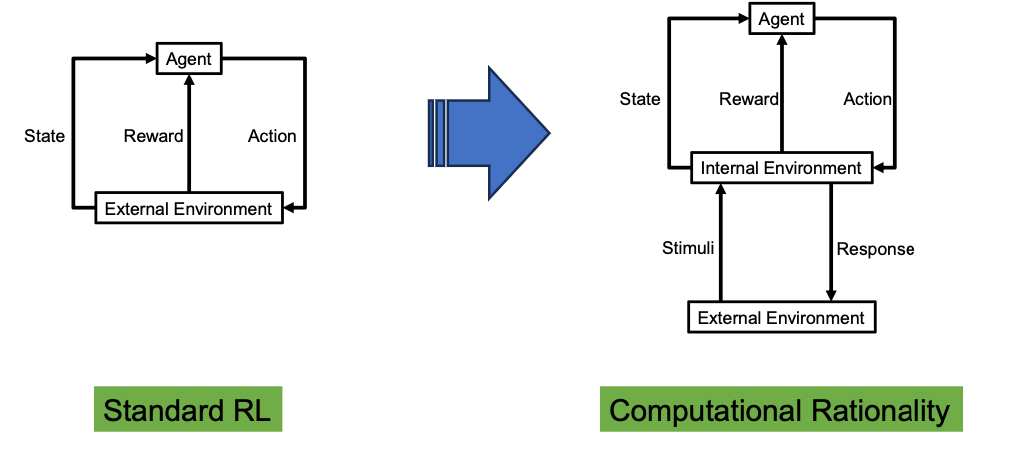 Agent
State
Reward
Action
External Environment
Standard RL
Agent
State
Reward
Action
Internal Environment
Stimuli
Response
External Environment
Computational Rationality